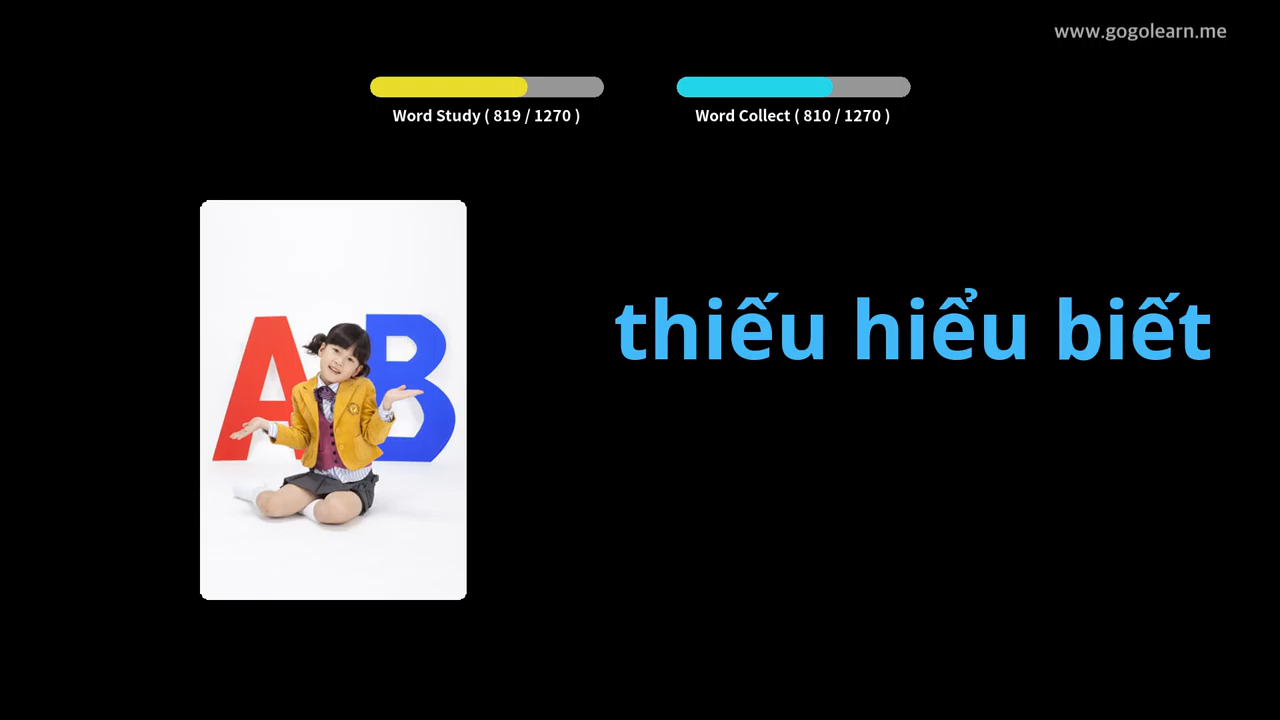 www.gogolearn.me
Word Study ( 819 / 1270 )
Word Collect ( 810 / 1270 )
A B
thiếu hiểu biết